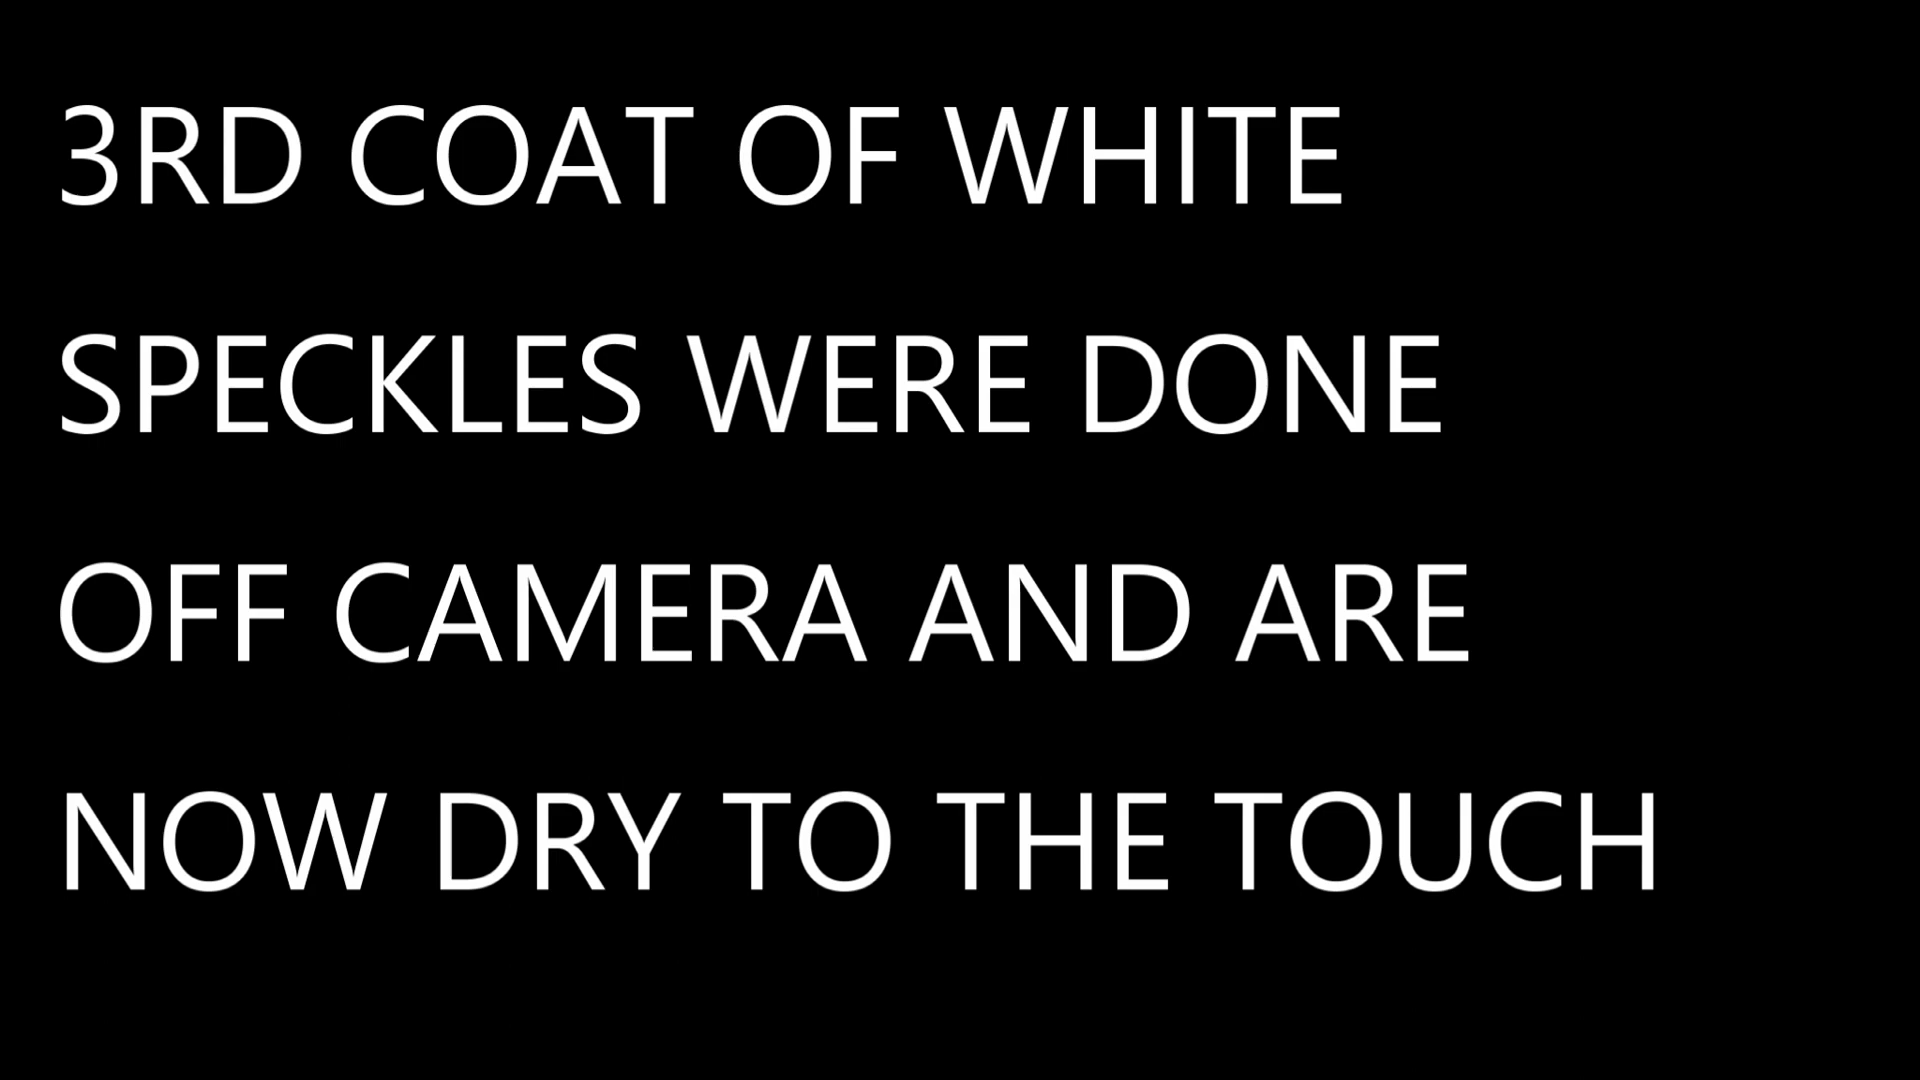 3RD COAT OF WHITE
SPECKLES WERE DONE
OFF CAMERA AND ARE
NOW DRY TO THE TOUCH